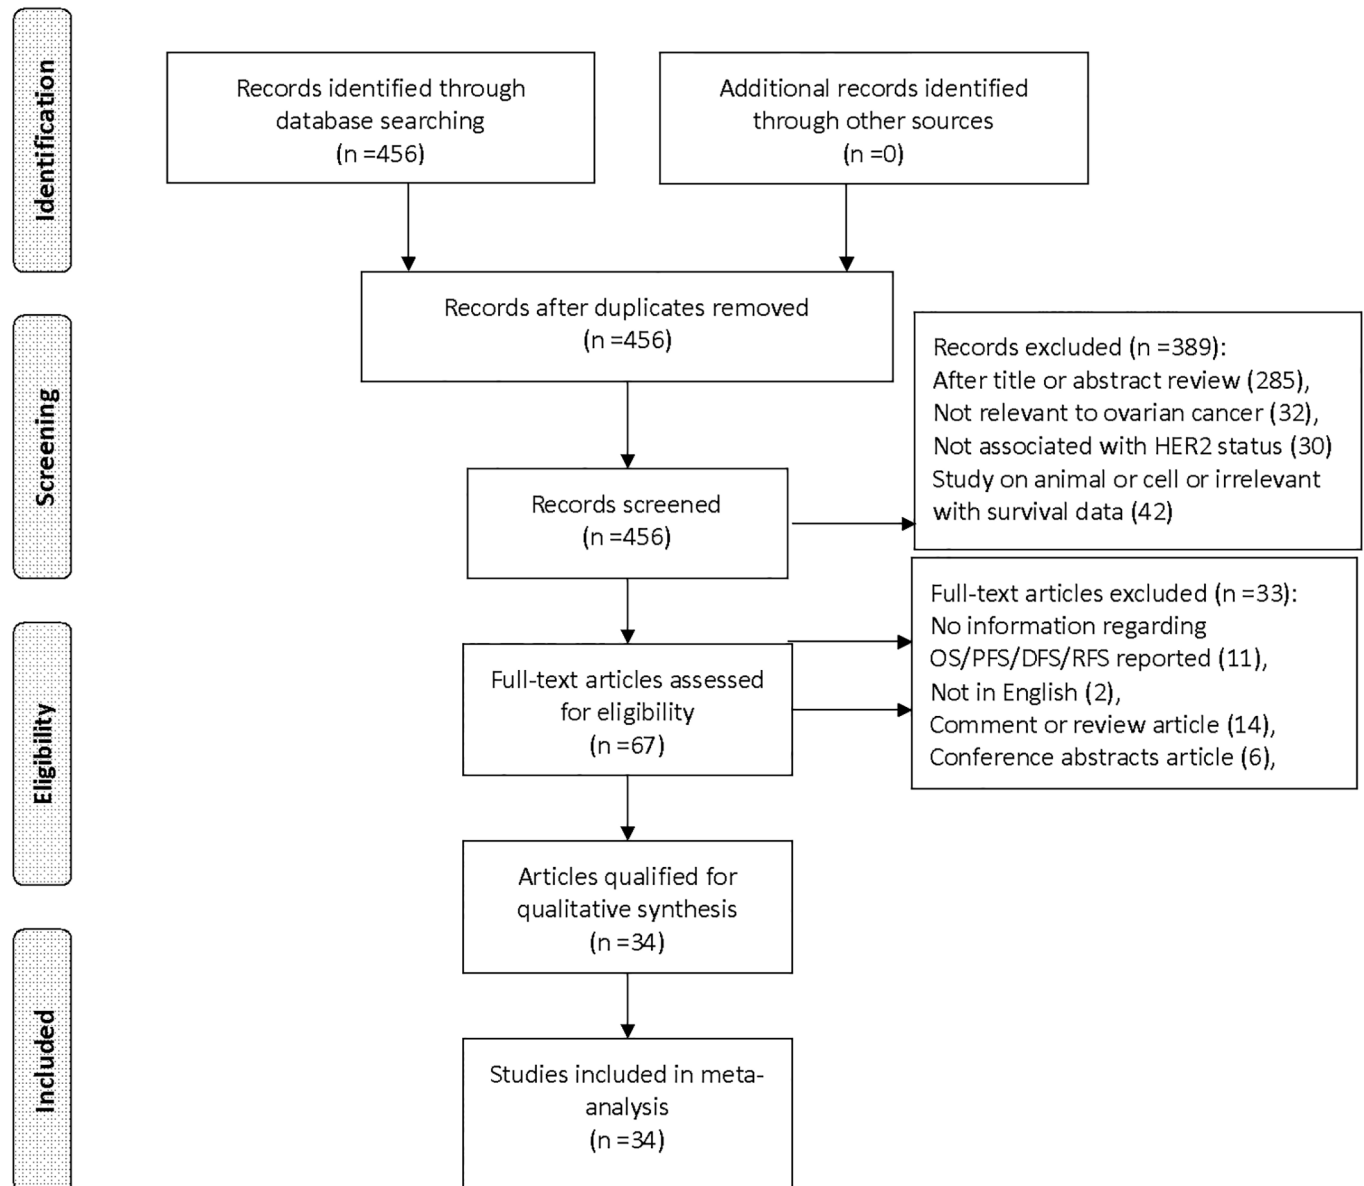 Identification
Records identified through
database searching
(n =456)
Additional records identified
through other sources
(n =0)
Records after duplicates removed
(n =456)
Screening
Records screened
(n =456)
Records excluded (n =389):
After title or abstract review (285),
Not relevant to ovarian cancer (32),
Not associated with HER2 status (30)
Study on animal or cell or irrelevant
with survival data (42)
Eligibility
Full-text articles assessed
for eligibility
(n =67)
Full-text articles excluded (n =33):
No information regarding
OS/PFS/DFS/RFS reported (11),
Not in English (2),
Comment or review article (14),
Conference abstracts article (6),
Articles qualified for
qualitative synthesis
(n =34)
Included
Studies included in meta-
analysis
(n =34)